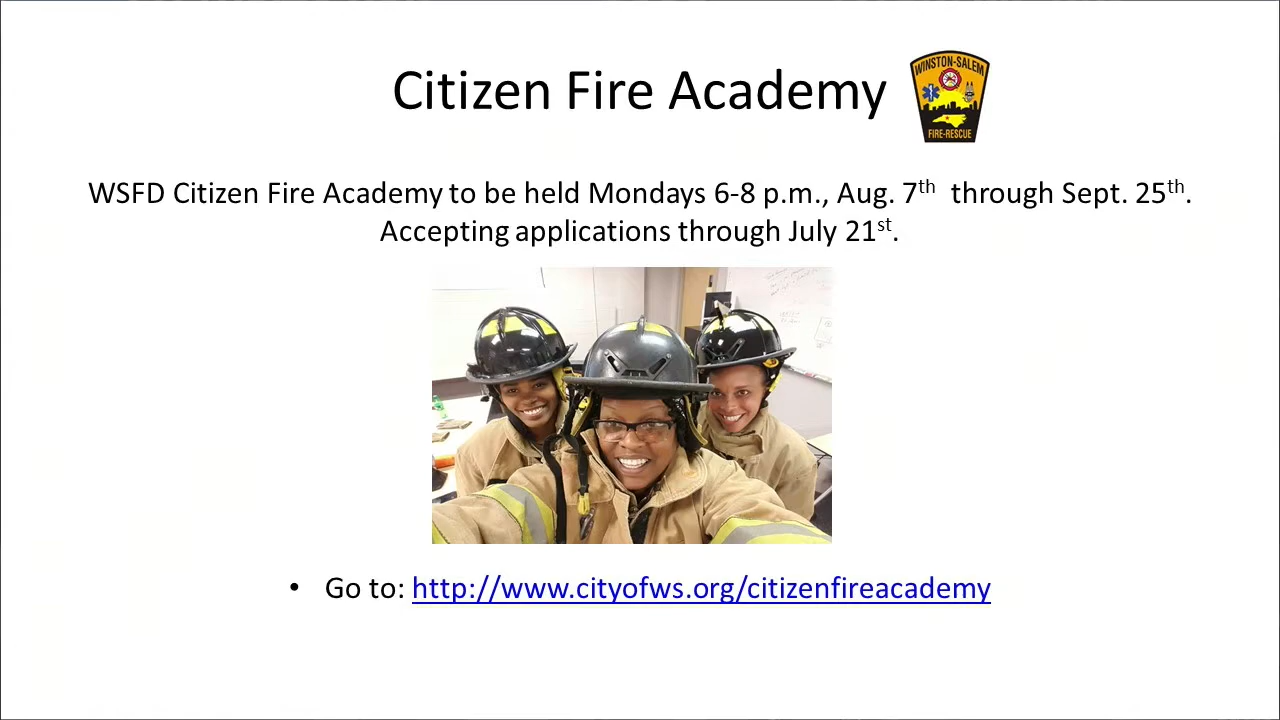 Citizen Fire Academy
WINSTON-SALEM
FIRE-RESCUE
WSFD Citizen Fire Academy to be held Mondays 6-8 p.m., Aug. 7th through Sept. 25th.
Accepting applications through July 21st.
• Go to: http://www.cityofws.org/citizenfireacademy